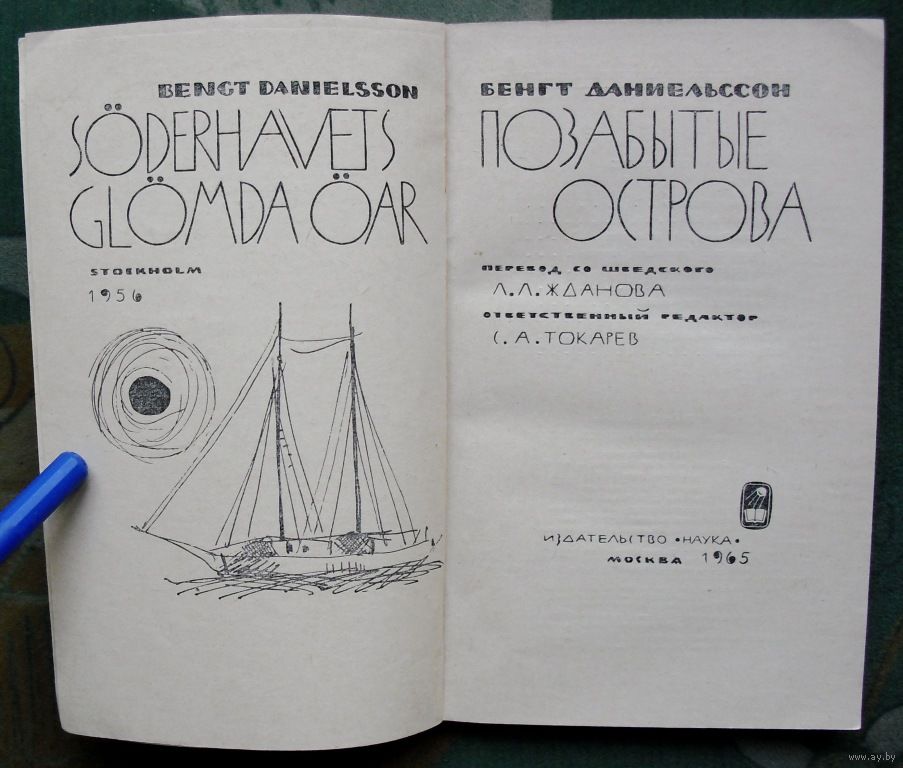 BENGT DANIELSSON
SÖDERHAVETS
GLÖMDA ÖAR
STOCKHOLM
1956
БЕНГТ ДАНИЕЛЬССОН
ПОЗАБЫТЫЕ
ОСТРОВА
ПЕРЕВОД СО ШВЕДСКОГО
Л.Л.ЖДАНОВА
ОТВЕТСТВЕННЫЙ РЕДАКТОР
С.А.ТОКАРЕВ
ИЗДАТЕЛЬСТВО •НАУКА•
МОСКВА 1965
www.ay.by